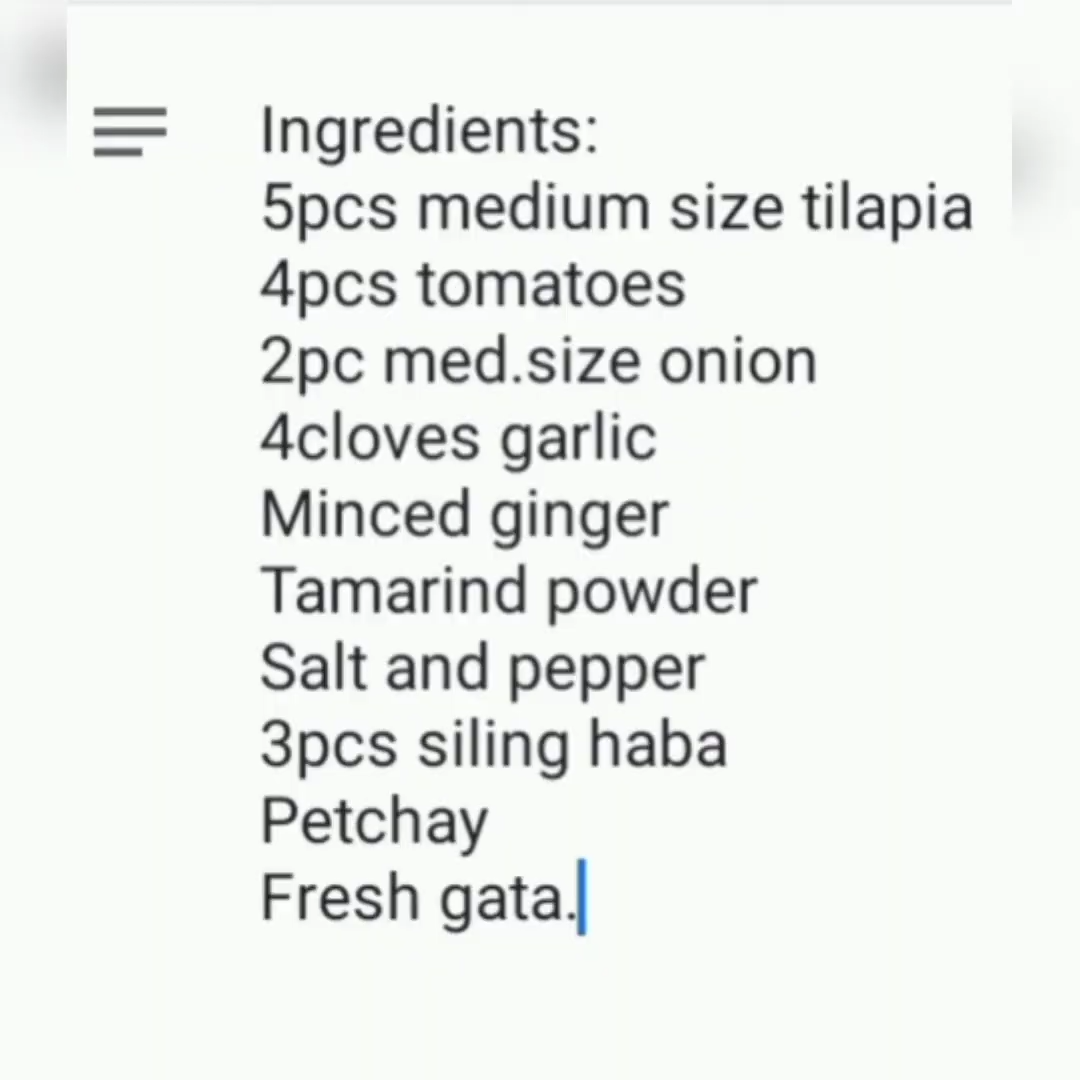 Ingredients:
5pcs medium size tilapia
4pcs tomatoes
2pc med.size onion
4cloves garlic
Minced ginger
Tamarind powder
Salt and pepper
3pcs siling haba
Petchay
Fresh gata.